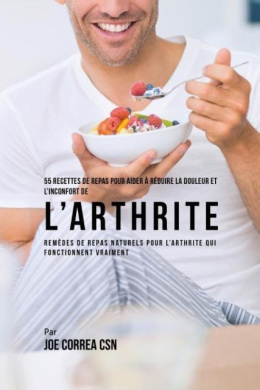 55 RECETTES DE REPAS POUR AIDER À RÉDUIRE LA DOULEUR ET
L'INCONFORT DE
L'ARTHRITE
REMÈDES DE REPAS NATURELS POUR L'ARTHRITE QUI
FONCTIONNENT VRAIMENT
Par
JOE CORREA CSN